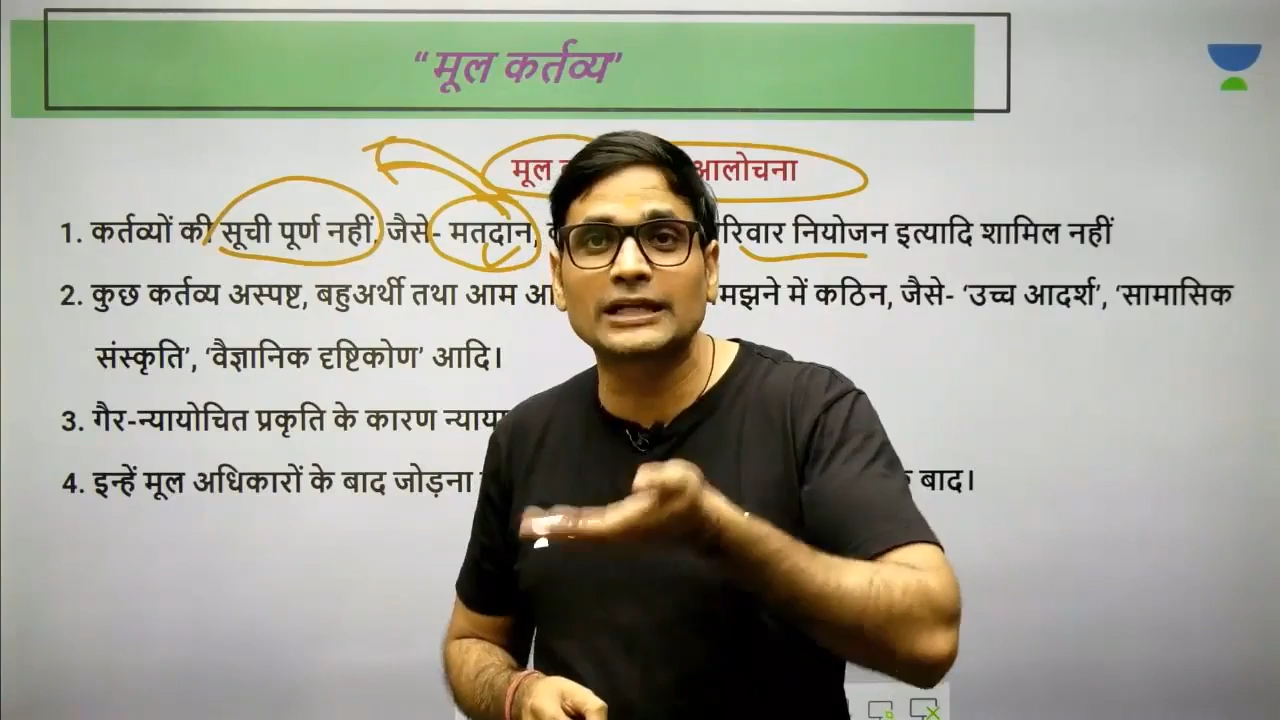 “मूल कर्तव्य”
मूल आलोचना
1. कर्तव्यों की सूची पूर्ण नहीं, जैसे- मतदान, नियोजन इत्यादि शामिल नहीं
2. कुछ कर्तव्य अस्पष्ट, बहुअर्थी तथा आम में कठिन, जैसे- ‘उच्च आदर्श’, ‘सामासिक
संस्कृति’, ‘वैज्ञानिक दृष्टिकोण’ आदि।
3. गैर-न्यायोचित प्रकृति के कारण
4. इन्हें मूल अधिकारों के बाद जोड़ना बाद।